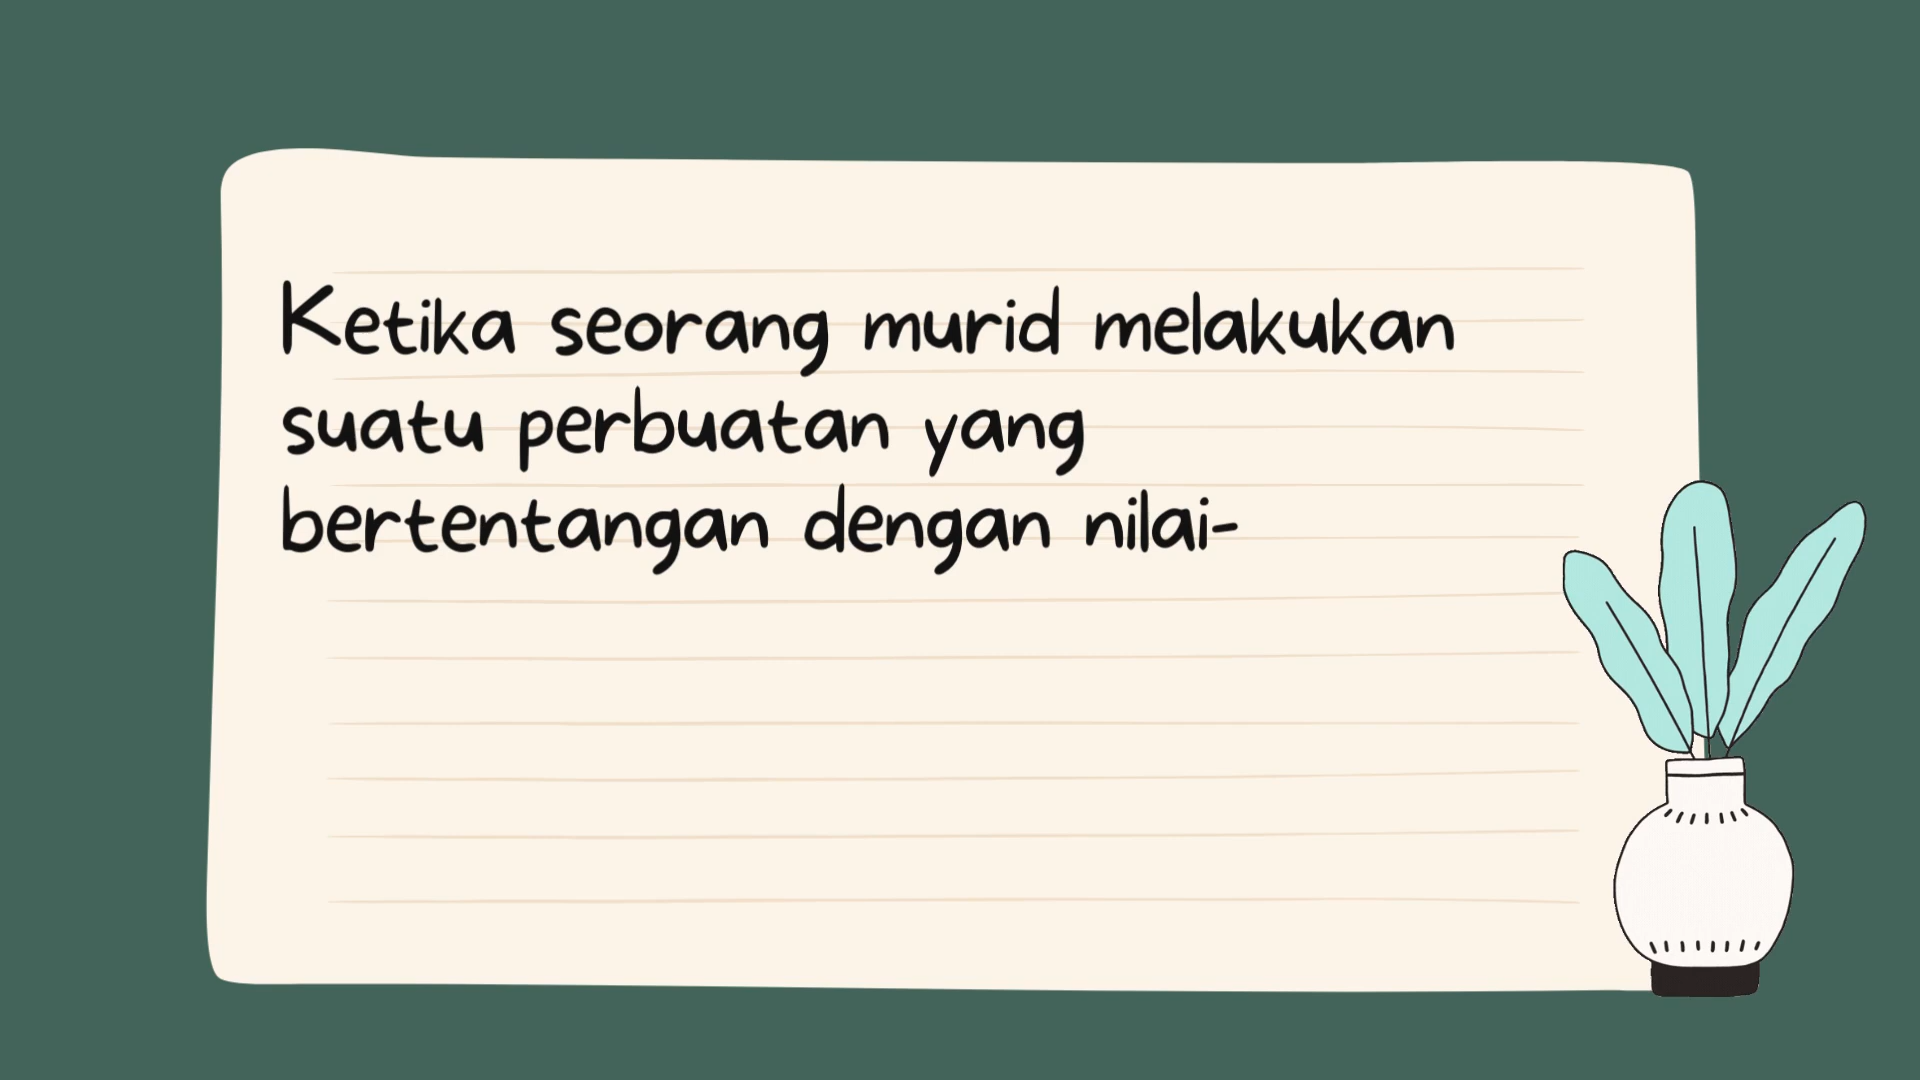 Ketika seorang murid melakukan
suatu perbuatan yang
bertentangan dengan nilai-